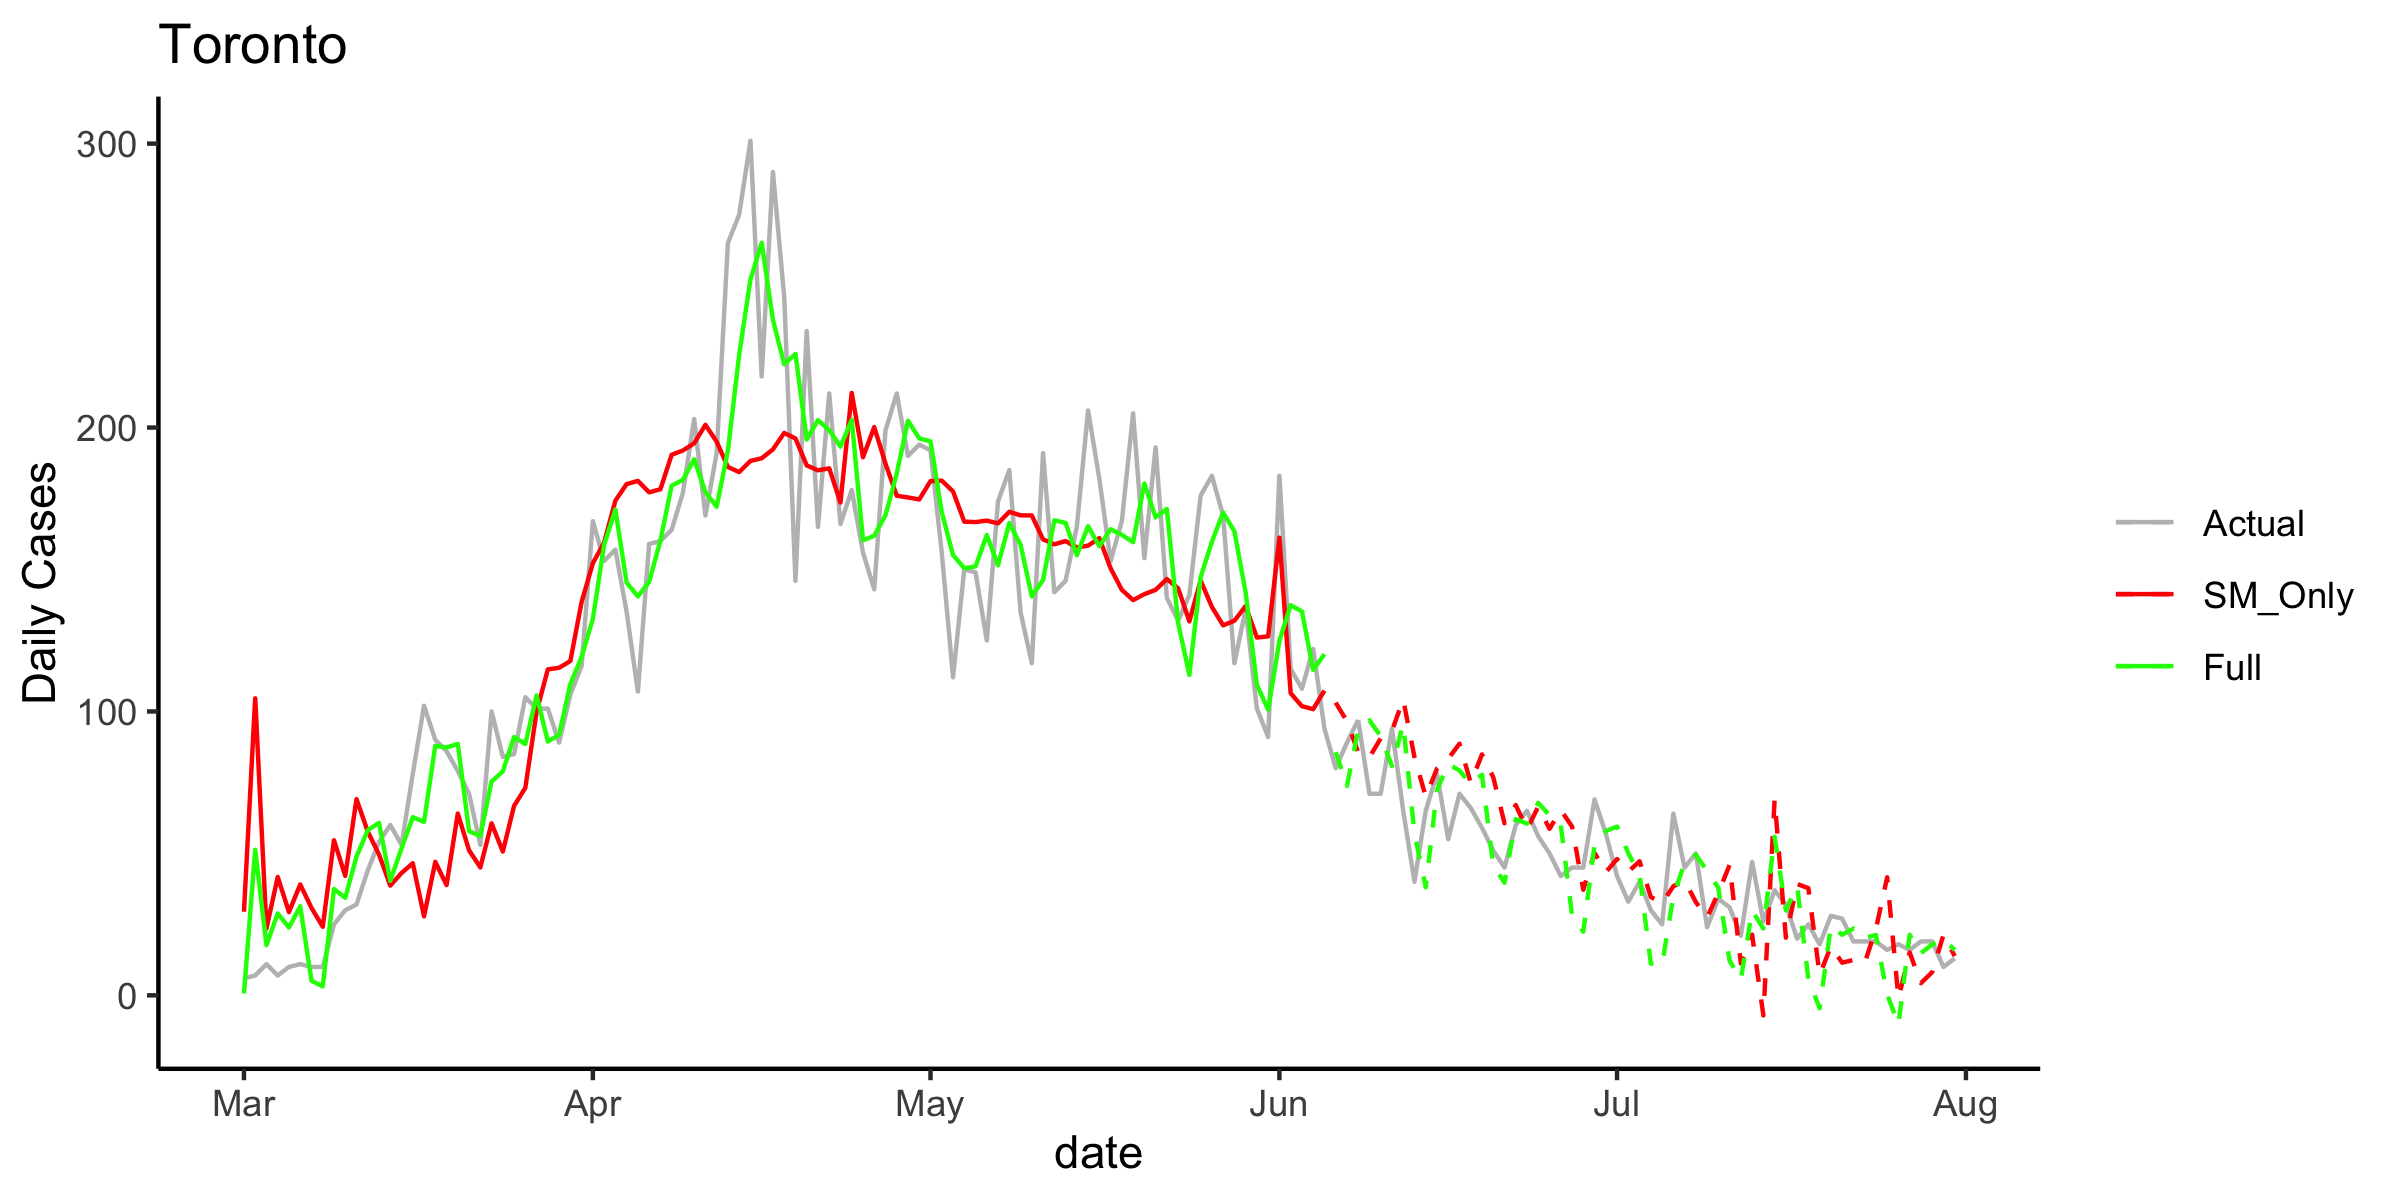 Toronto
300
200
100
0
Daily Cases
Mar Apr May Jun Jul Aug
date
Actual
SM_Only
Full